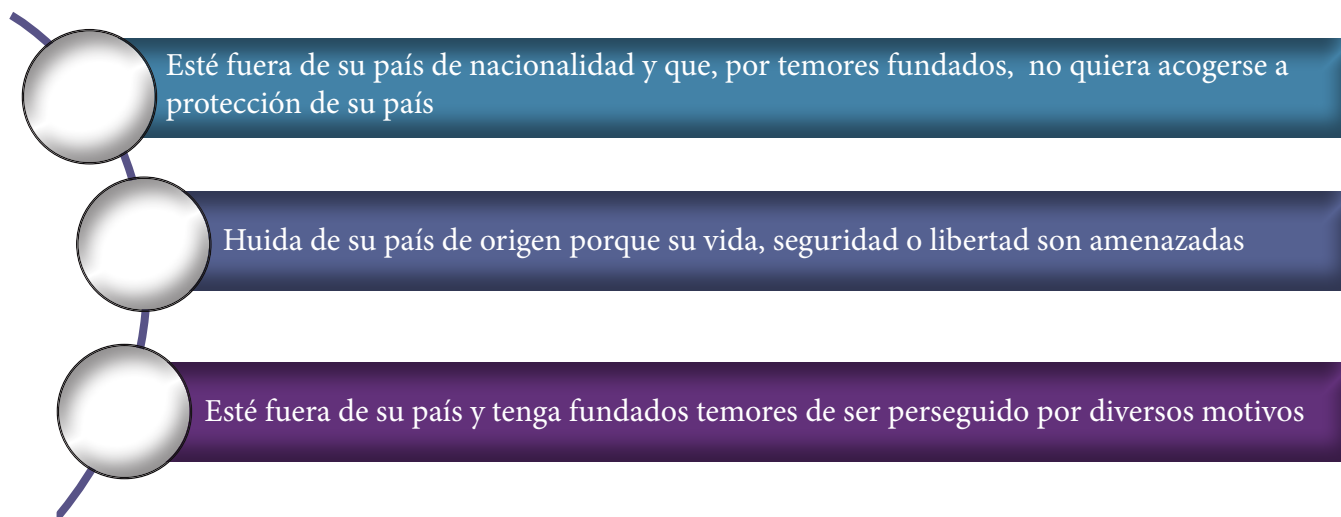 Esté fuera de su país de nacionalidad y que, por temores fundados, no quiera acogerse a
protección de su país
Huida de su país de origen porque su vida, seguridad o libertad son amenazadas
Esté fuera de su país y tenga fundados temores de ser perseguido por diversos motivos